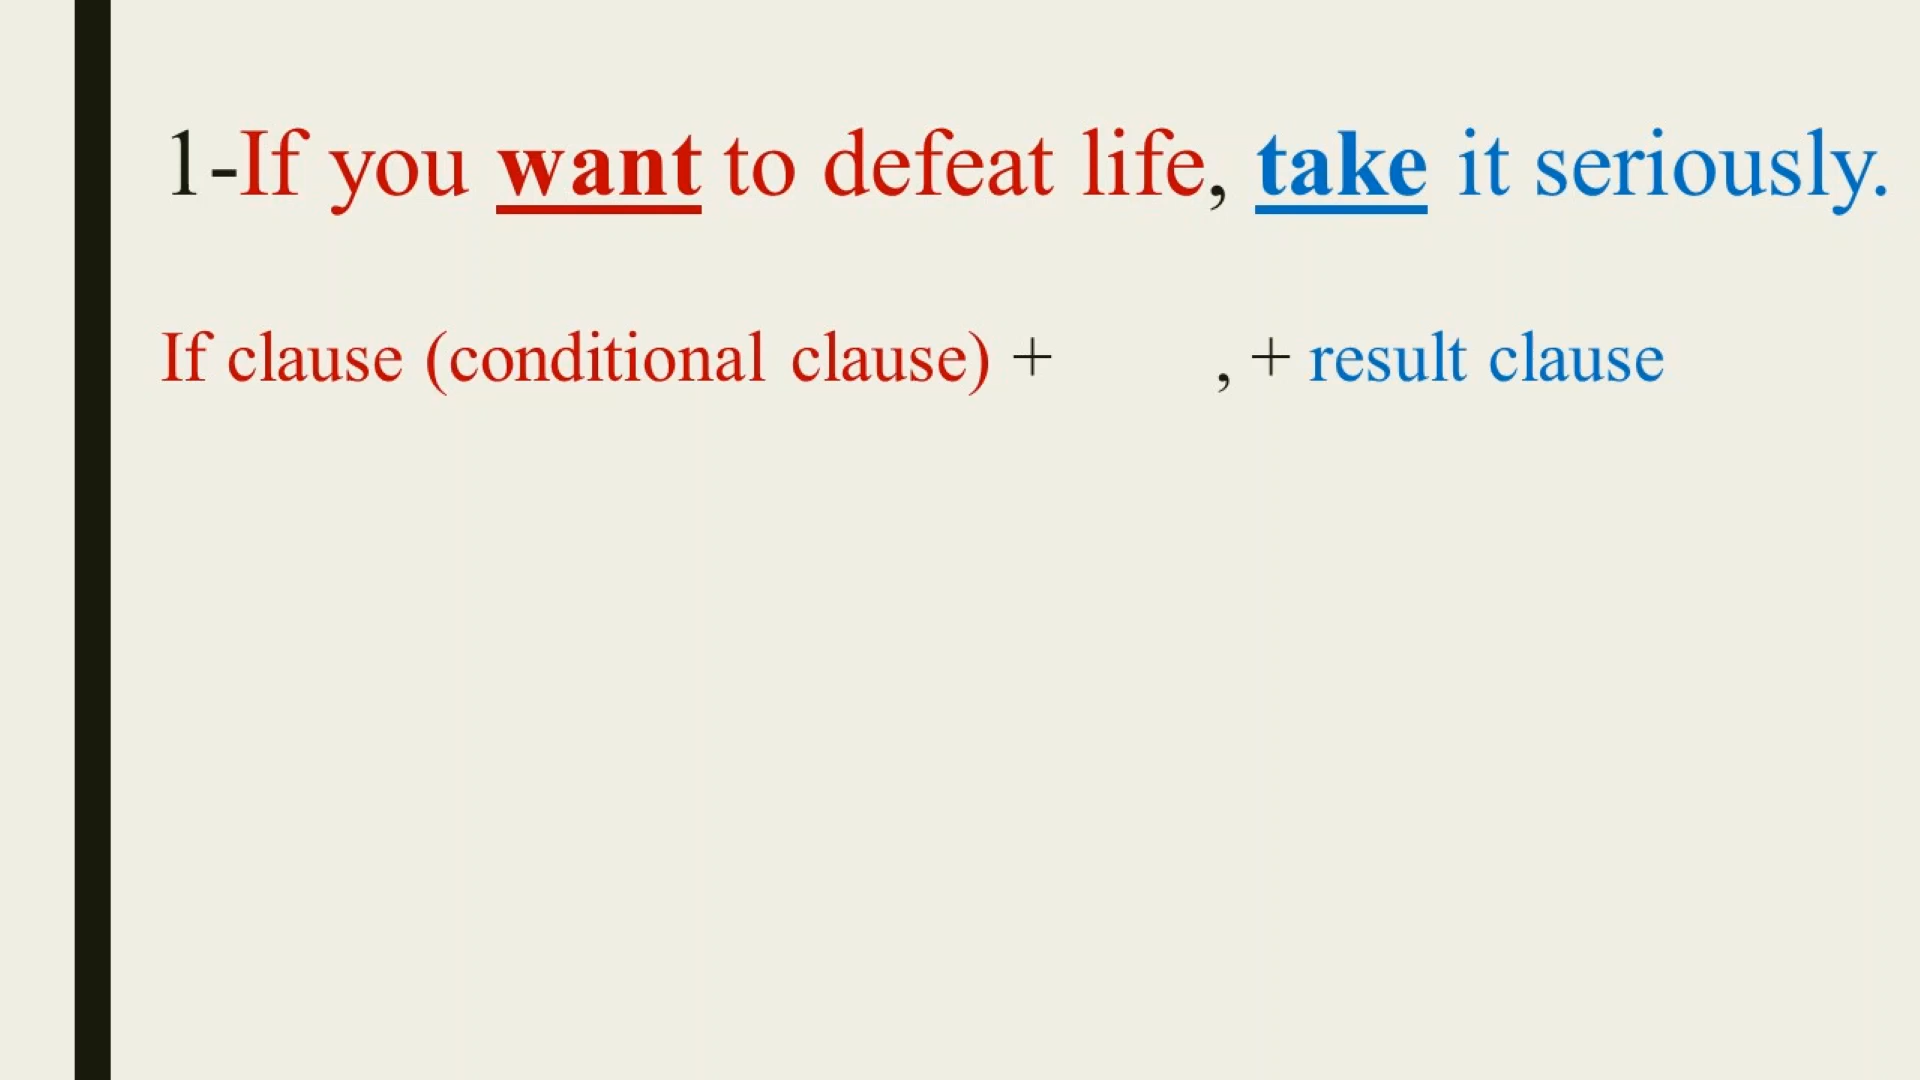 1-If you want to defeat life, take it seriously.
If clause (conditional clause) + , + result clause